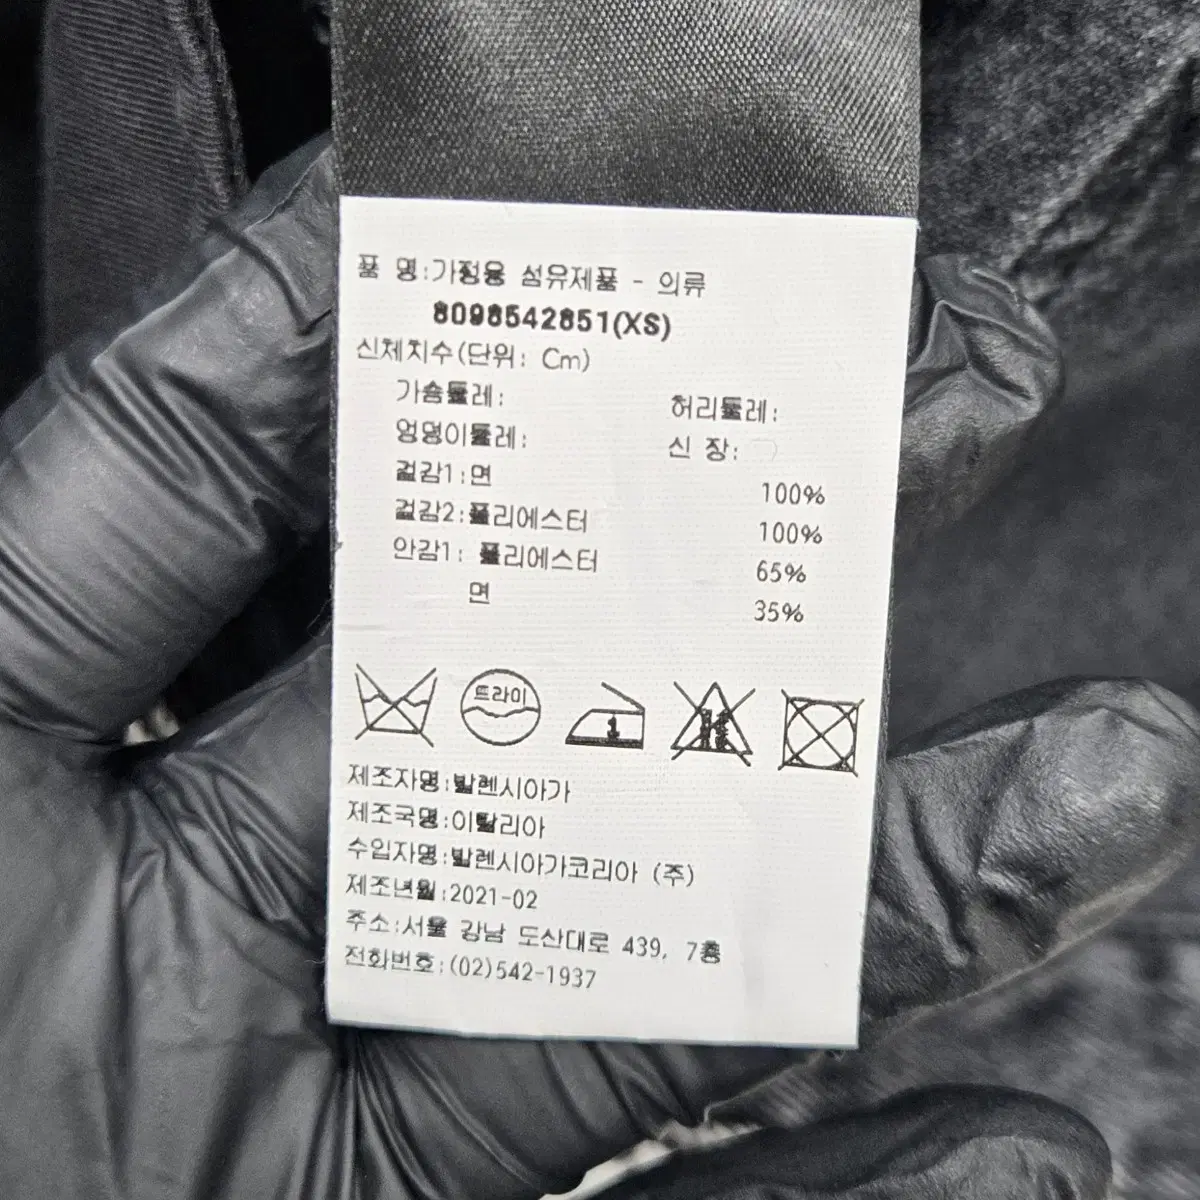 품 명:가정용 섬유제품 - 의류
8098542851(XS)
신체치수(단위: Cm)
가슴둘레:
허리둘레:
엉덩이둘레:
신 장:
겉감1:면 100%
겉감2:폴리에스터 100%
안감1: 폴리에스터 65%
면 35%
드라이
1
제조자명:발렌시아가
제조국명:이탈리아
수입자명:발렌시아가코리아 (주)
제조년월:2021-02
주소:서울 강남 도산대로 439, 7층
전화번호:(02)542-1937